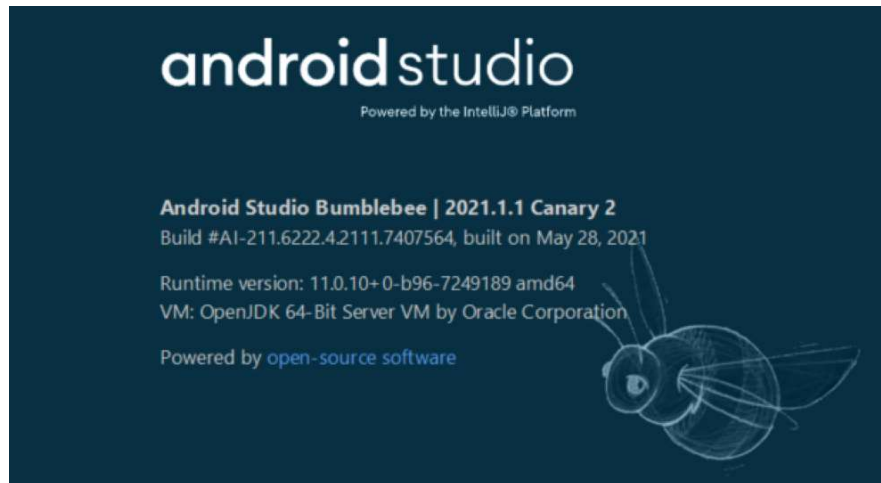 android studio
Powered by the IntelliJ® Platform
Android Studio Bumblebee | 2021.1.1 Canary 2
Build #AI-211.6222.4.2111.7407564, built on May 28, 2021
Runtime version: 11.0.10+0-b96-7249189 amd64
VM: OpenJDK 64-Bit Server VM by Oracle Corporation
Powered by open-source software